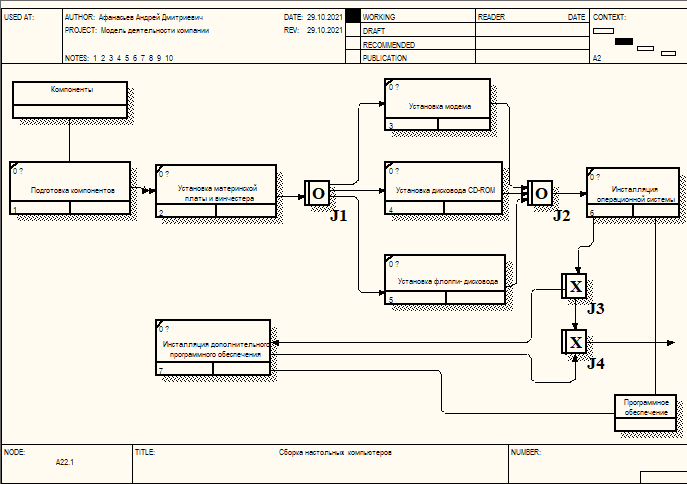 USED AT:
AUTHOR: Афанасьев Андрей Дмитриевич
DATE: 29.10.2021
PROJECT: Модель деятельности компании
REV: 29.10.2021
NOTES: 1 2 3 4 5 6 7 8 9 10
WORKING
DRAFT
RECOMMENDED
PUBLICATION
READER DATE
CONTEXT:
A2
Компоненты
0 ?
Подготовка компонентов
1
0 ?
Установка материнской
платы и винчестера
2
O
J1
0 ?
Установка модема
3
0 ?
Установка дисковода CD-ROM
4
0 ?
Установка флоппи- дисковода
5
O
J2
0 ?
Инсталляция
операционной системы
6
X
J3
X
J4
0 ?
Инсталляция дополнительного
программного обеспечения
7
Программное
обеспечение
NODE:
A22.1
TITLE:
Сборка настольных компьютеров
NUMBER: